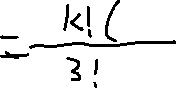 = k! ( / 3!